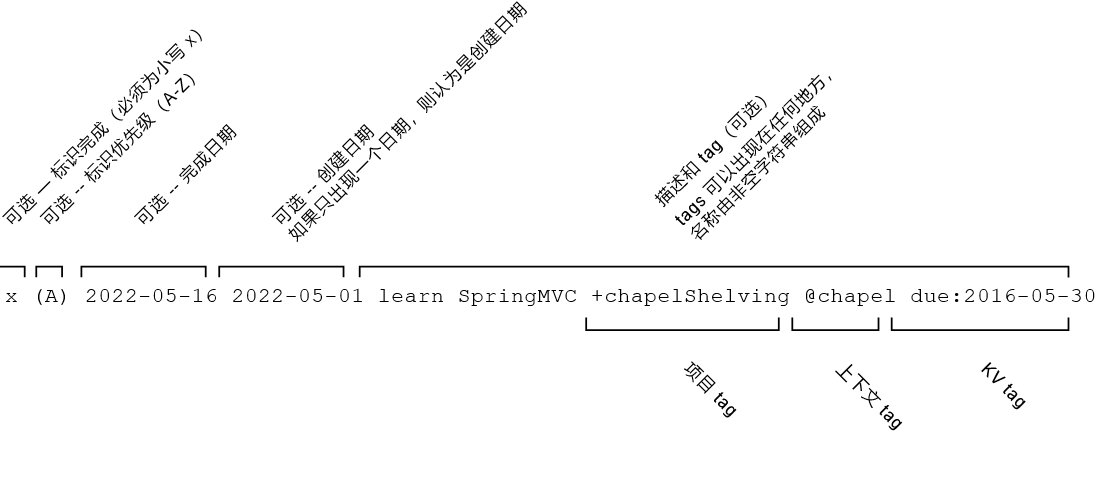 可选 — 标识完成（必须为小写 x）
可选 -- 标识优先级（A-Z）
可选 -- 完成日期
可选 -- 创建日期
如果只出现一个日期，则认为是创建日期
描述和 tag（可选）
tags 可以出现在任何地方，
名称由非空字符串组成
x (A) 2022-05-16 2022-05-01 learn SpringMVC +chapelShelving @chapel due:2016-05-30
项目 tag
上下文 tag
KV tag